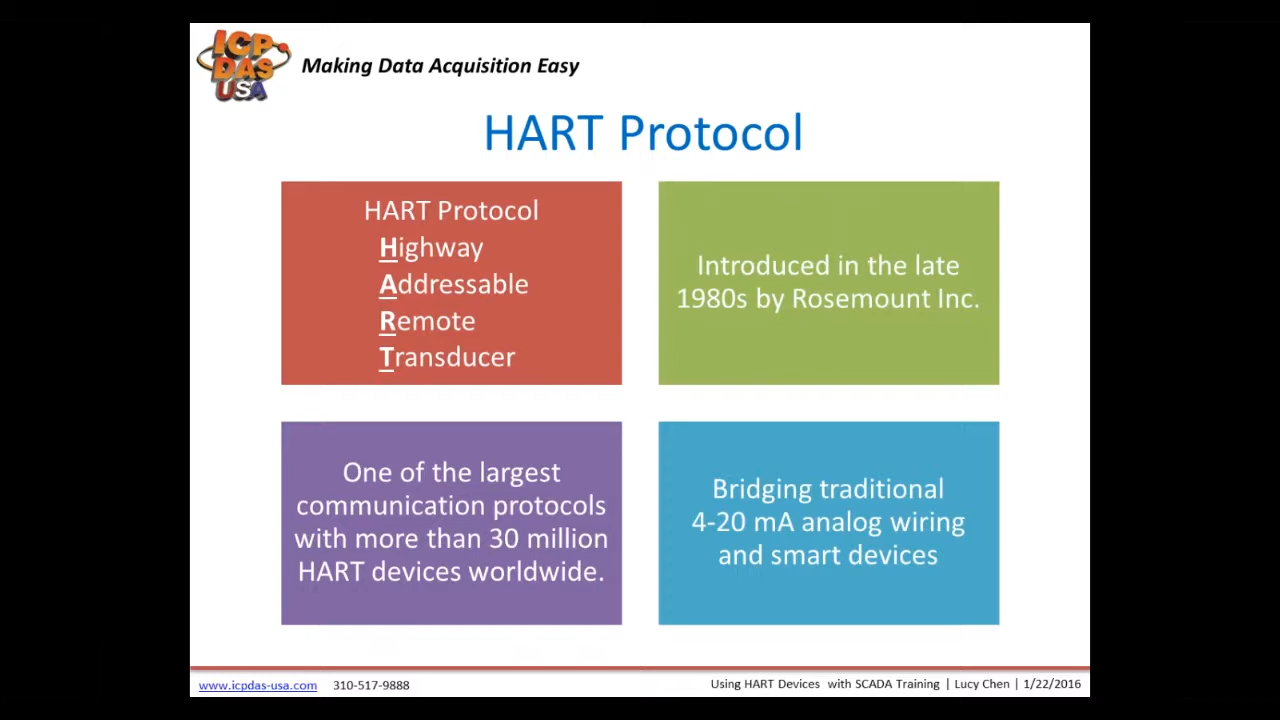 ICP
DAS
USA
Making Data Acquisition Easy
HART Protocol
HART Protocol
Highway
Addressable
Remote
Transducer
Introduced in the late
1980s by Rosemount Inc.
One of the largest
communication protocols
with more than 30 million
HART devices worldwide.
Bridging traditional
4-20 mA analog wiring
and smart devices
www.icpdas-usa.com 310-517-9888
Using HART Devices with SCADA Training | Lucy Chen | 1/22/2016